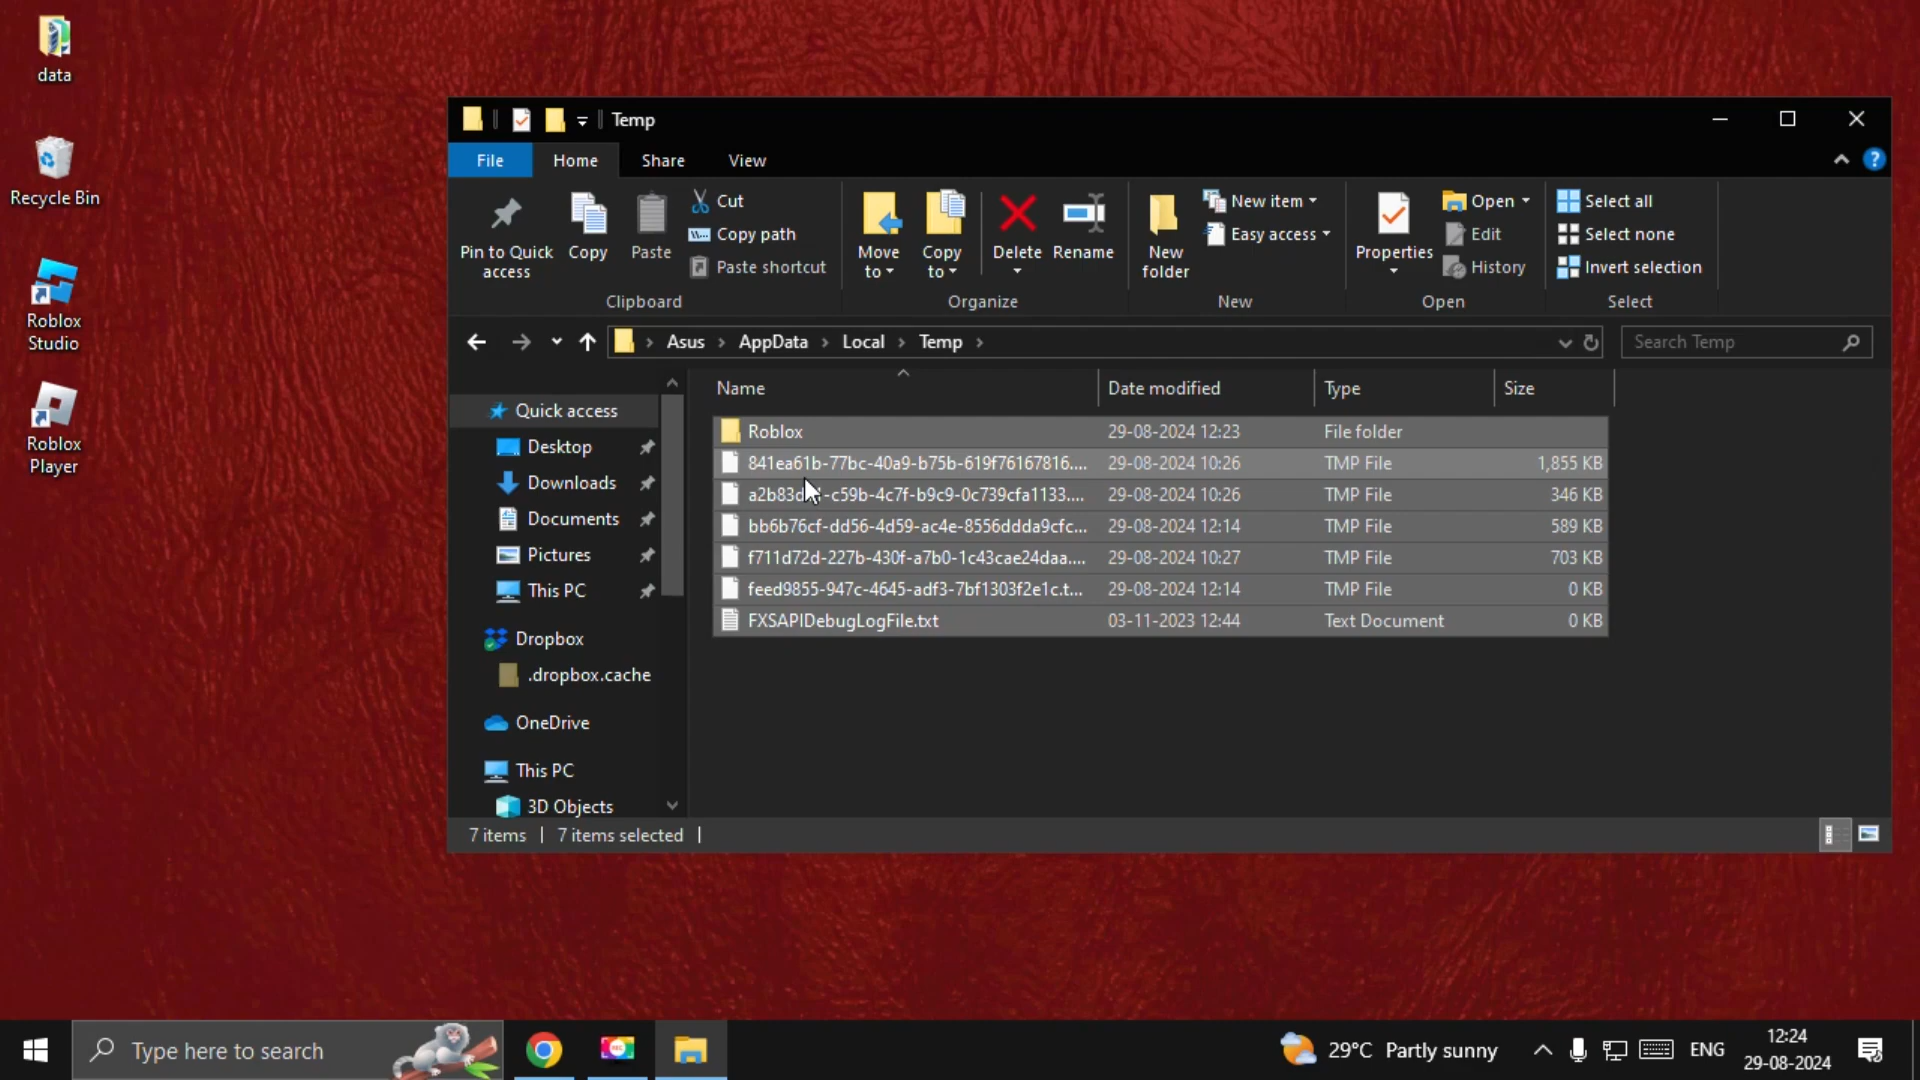 data
Recycle Bin
Roblox
Studio
Roblox
Player
Temp
File
Home
Share
View
Pin to Quick
access
Copy
Paste
Cut
Copy path
Paste shortcut
Clipboard
Move
to
Copy
to
Delete
Rename
Organize
New
folder
New item
Easy access
New
Properties
Open
Edit
History
Open
Select all
Select none
Invert selection
Select
Asus > AppData > Local > Temp >
Search Temp
Name
Date modified
Type
Size
Quick access
Desktop
Downloads
Documents
Pictures
This PC
Dropbox
.dropbox.cache
OneDrive
This PC
3D Objects
Roblox 29-08-2024 12:23 File folder
841ea61b-77bc-40a9-b75b-619f76167816.... 29-08-2024 10:26 TMP File 1,855 KB
-c59b-4c7f-b9c9-0c739cfa1133.... 29-08-2024 10:26 TMP File 346 KB
bb6b76cf-dd56-4d59-ac4e-8556ddda9cfc... 29-08-2024 12:14 TMP File 589 KB
f711d72d-227b-430f-a7b0-1c43cae24daa.... 29-08-2024 10:27 TMP File 703 KB
feed9855-947c-4645-adf3-7bf1303f2e1c.t... 29-08-2024 12:14 TMP File 0 KB
FXSAPIDebugLogFile.txt 03-11-2023 12:44 Text Document 0 KB
7 items
7 items selected
Type here to search
29°C Partly sunny
ENG
12:24
29-08-2024